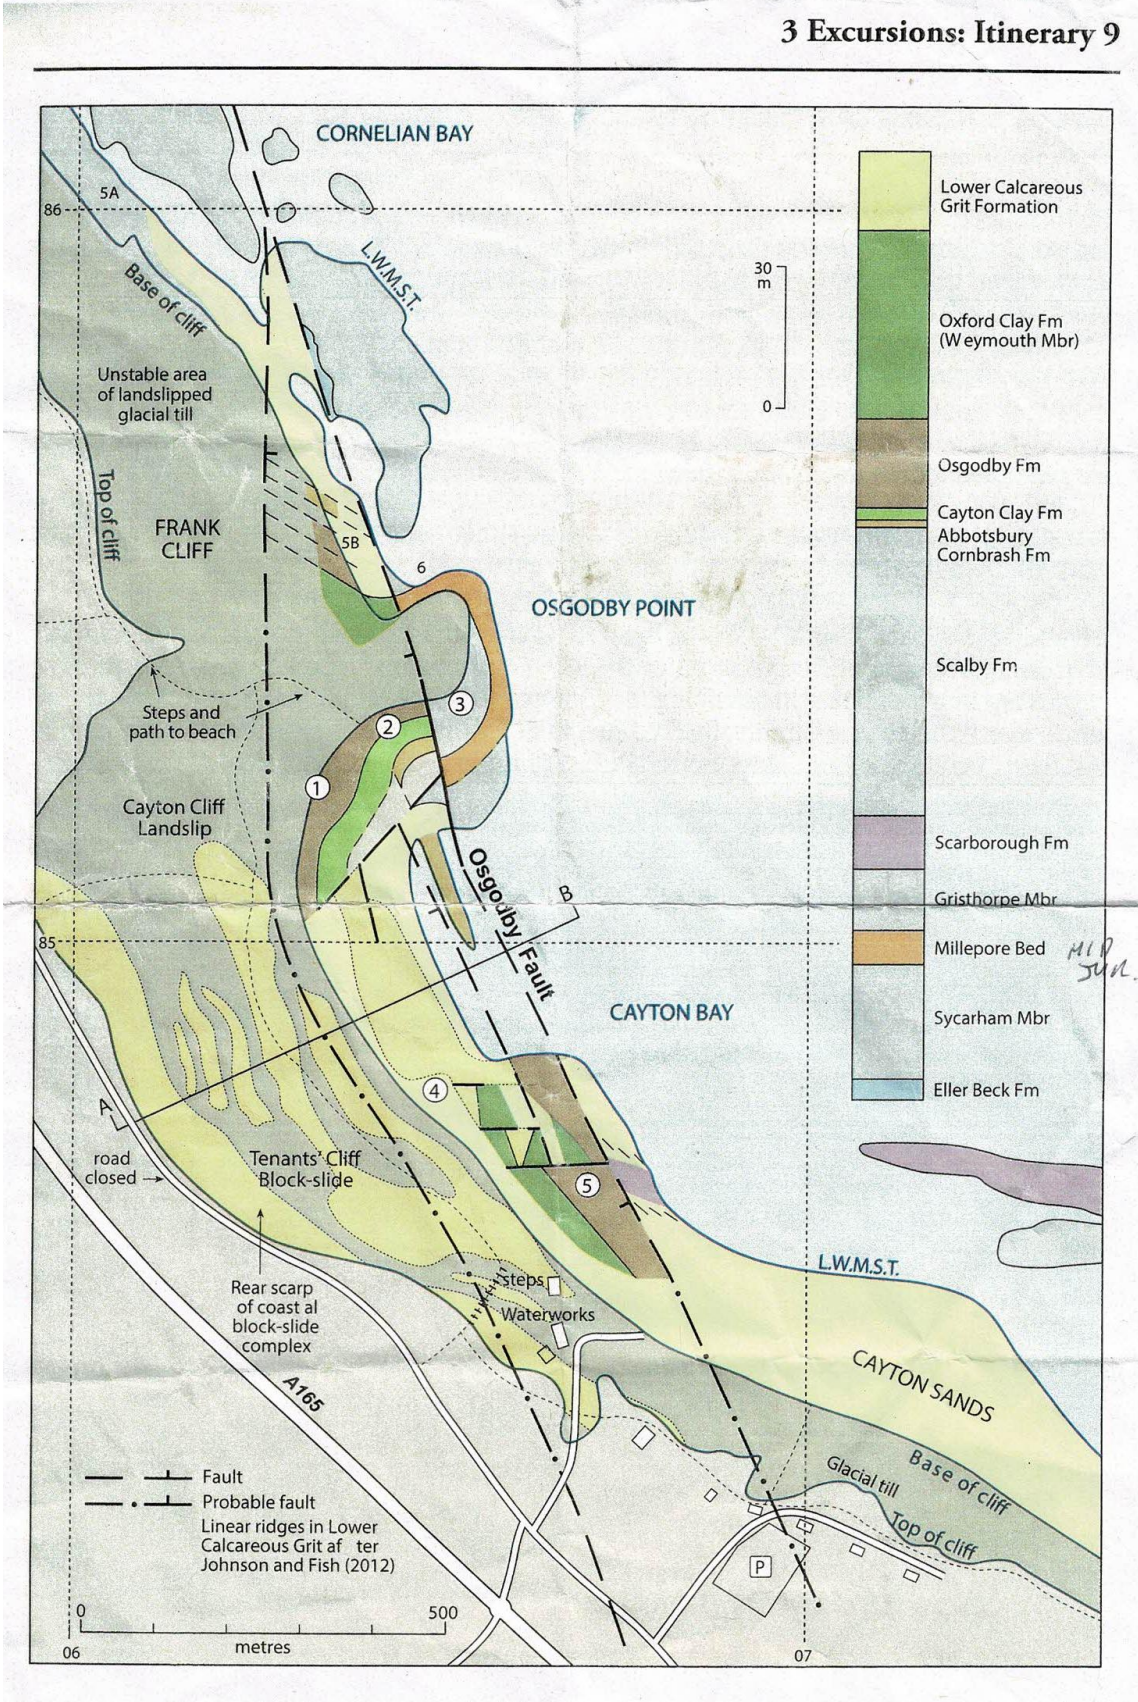 3 Excursions: Itinerary 9
CORNELIAN BAY
5A
86
L.W.M.S.T.
Base of cliff
Unstable area
of landslipped
glacial till
Top of cliff
FRANK
CLIFF
5B
6
OSGODBY POINT
Steps and
path to beach
3
2
1
Cayton Cliff
Landslip
Osgodby Fault
B
85
CAYTON BAY
4
A
road
closed
Tenants' Cliff
Block-slide
5
L.W.M.S.T.
Rear scarp
of coast al
block-slide
complex
steps
Waterworks
A165
CAYTON SANDS
Base of cliff
Glacial till
Top of cliff
P
Fault
Probable fault
Linear ridges in Lower
Calcareous Grit af ter
Johnson and Fish (2012)
0 500
metres
06 07
30
m
0
Lower Calcareous
Grit Formation
Oxford Clay Fm
(Weymouth Mbr)
Osgodby Fm
Cayton Clay Fm
Abbotsbury
Cornbrash Fm
Scalby Fm
Scarborough Fm
Gristhorpe Mbr
Millepore Bed
MID
JUR.
Sycarham Mbr
Eller Beck Fm